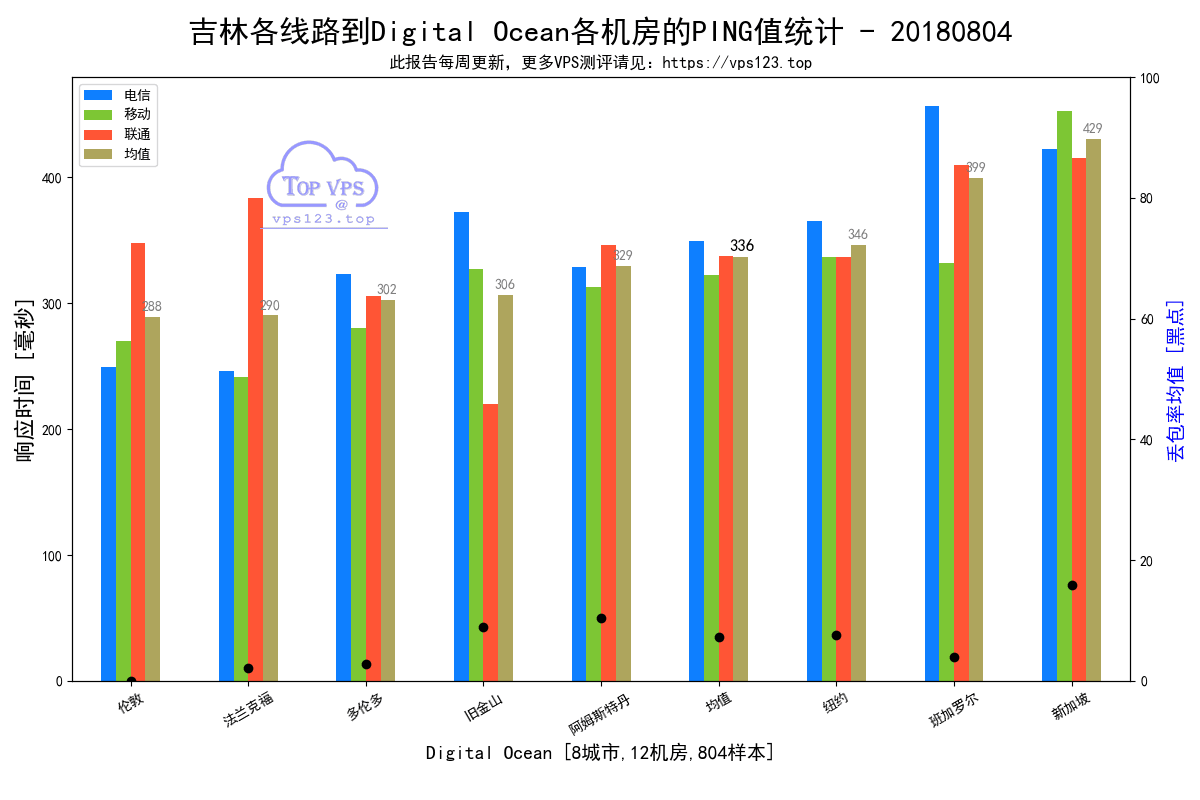 吉林各线路到Digital Ocean各机房的PING值统计 - 20180804
此报告每周更新，更多VPS测评请见：https://vps123.top
电信
移动
联通
均值
TOP VPS
@
vps123.top
响应时间 [毫秒]
0
100
200
300
400
丢包率均值 [黑点]
0
20
40
60
80
100
288
290
302
306
329
336
346
399
429
伦敦
法兰克福
多伦多
旧金山
阿姆斯特丹
均值
纽约
班加罗尔
新加坡
Digital Ocean [8城市,12机房,804样本]